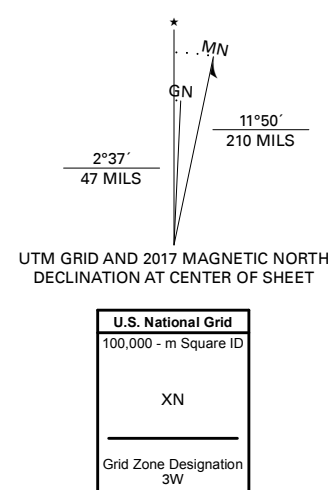 ★
MN
GN
11°50´
210 MILS
2°37´
47 MILS
UTM GRID AND 2017 MAGNETIC NORTH
DECLINATION AT CENTER OF SHEET
U.S. National Grid
100,000 - m Square ID
XN
Grid Zone Designation
3W